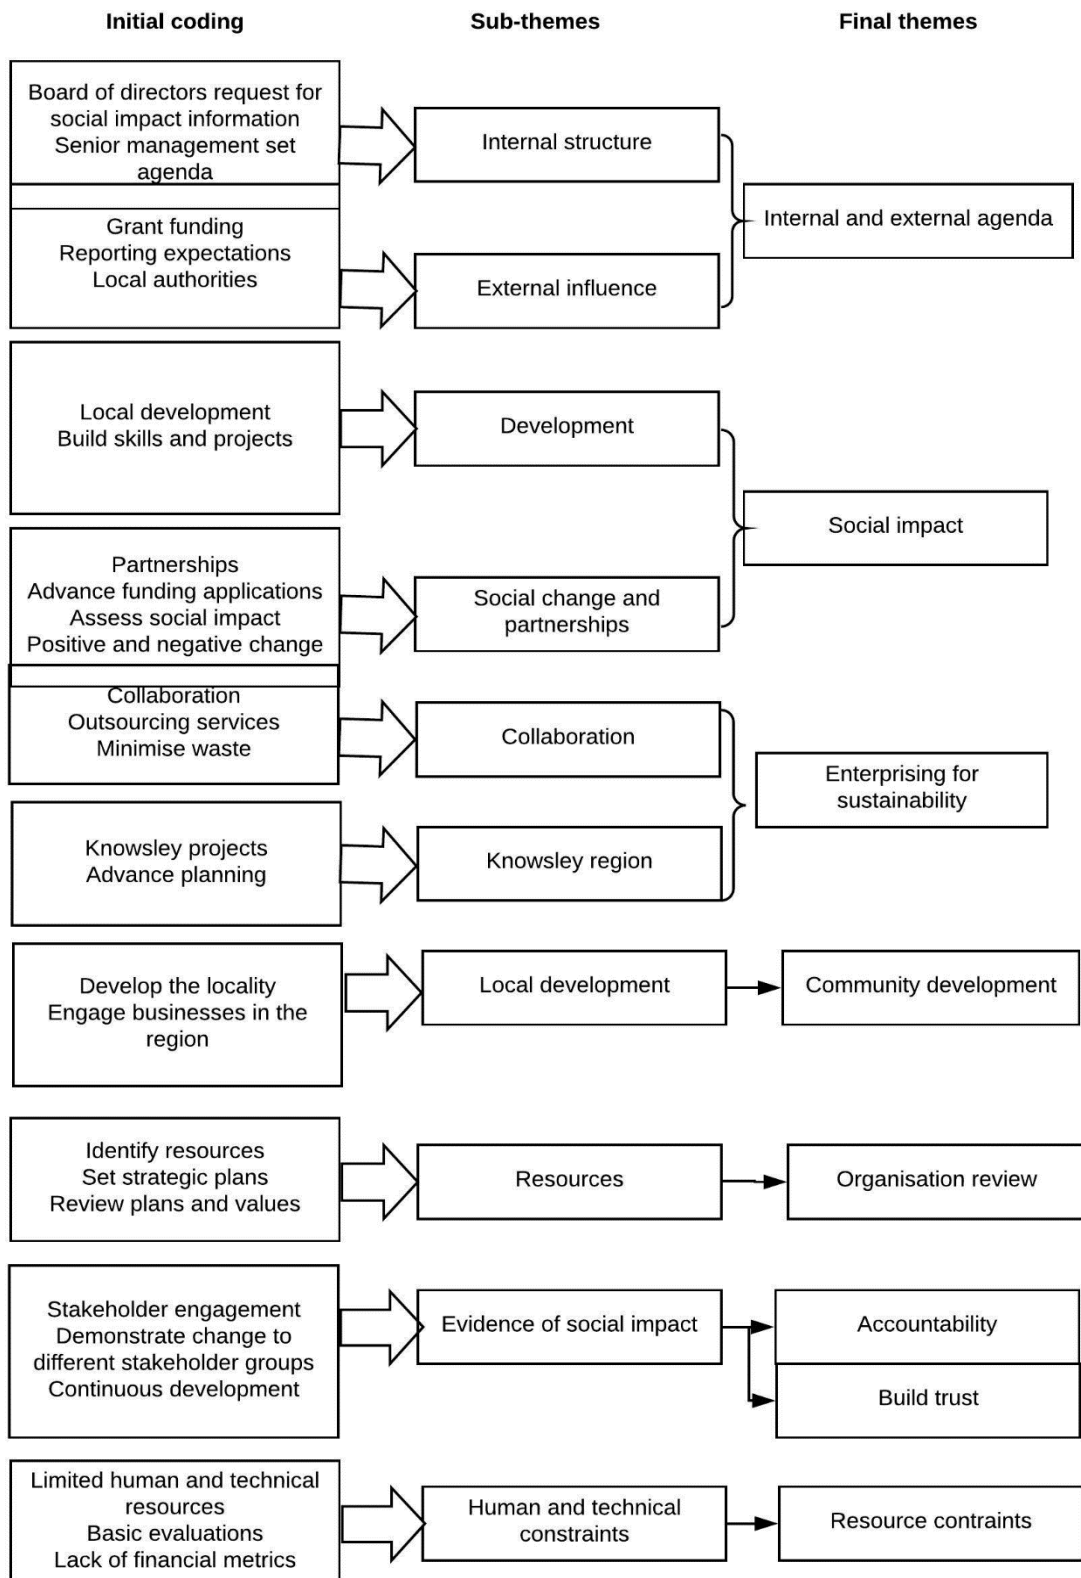 Initial coding
Sub-themes
Final themes
Board of directors request for
social impact information
Senior management set
agenda
Internal structure
Internal and external agenda
Grant funding
Reporting expectations
Local authorities
External influence
Local development
Build skills and projects
Development
Social impact
Partnerships
Advance funding applications
Assess social impact
Positive and negative change
Social change and
partnerships
Collaboration
Outsourcing services
Minimise waste
Collaboration
Enterprising for
sustainability
Knowsley projects
Advance planning
Knowsley region
Develop the locality
Engage businesses in the
region
Local development
Community development
Identify resources
Set strategic plans
Review plans and values
Resources
Organisation review
Stakeholder engagement
Demonstrate change to
different stakeholder groups
Continuous development
Evidence of social impact
Accountability
Build trust
Limited human and technical
resources
Basic evaluations
Lack of financial metrics
Human and technical
constraints
Resource contraints